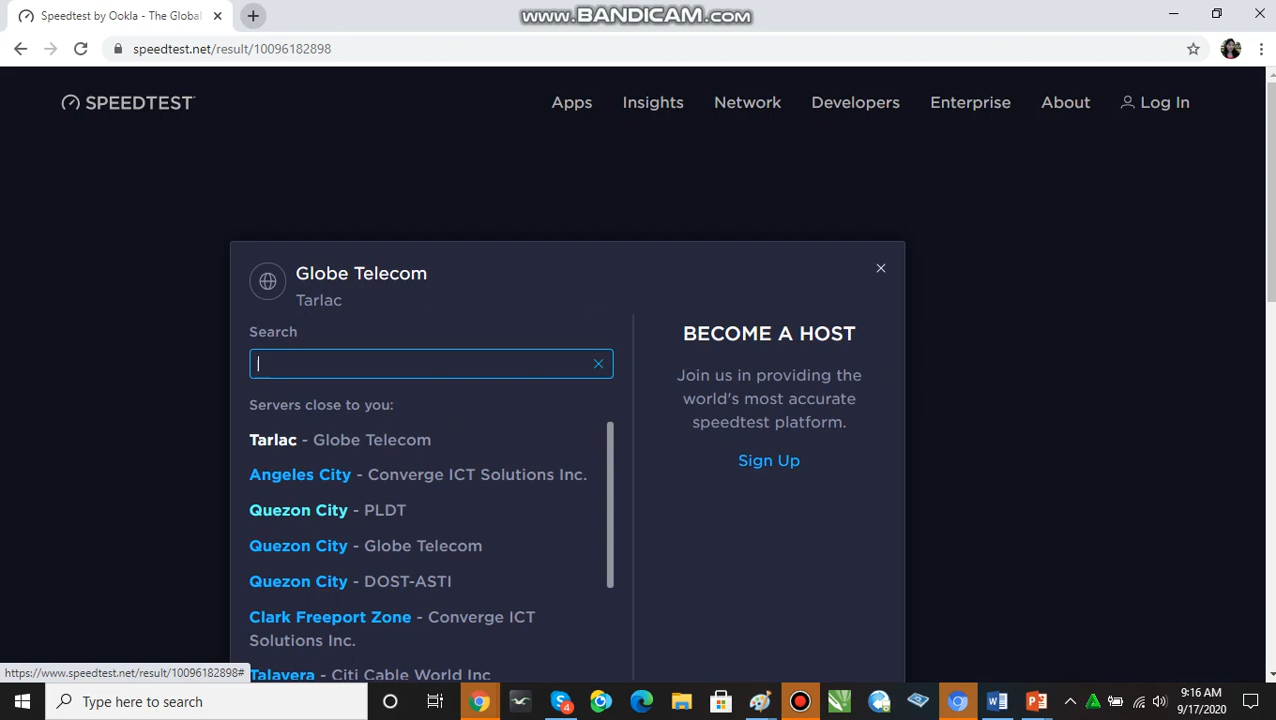 Speedtest by Ookla - The Global
www.BANDICAM.com
speedtest.net/result/10096182898
SPEEDTEST
Apps
Insights
Network
Developers
Enterprise
About
Log In
Globe Telecom
Tarlac
Search
Servers close to you:
Tarlac - Globe Telecom
Angeles City - Converge ICT Solutions Inc.
Quezon City - PLDT
Quezon City - Globe Telecom
Quezon City - DOST-ASTI
Clark Freeport Zone - Converge ICT
Solutions Inc.
Talavera - Citi Cable World Inc
BECOME A HOST
Join us in providing the
world's most accurate
speedtest platform.
Sign Up
https://www.speedtest.net/result/10096182898#
Type here to search
4
5:16 AM
9/17/2020